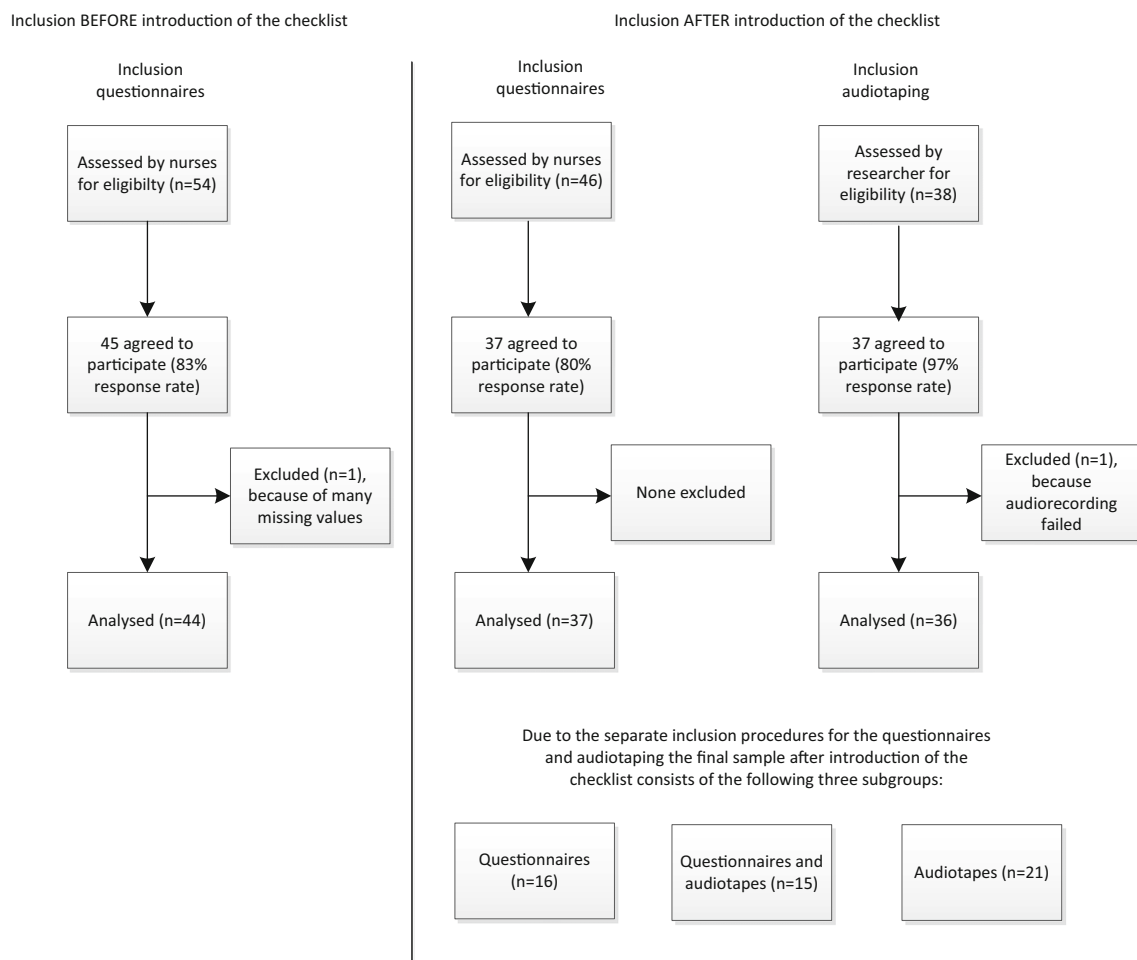 Inclusion BEFORE introduction of the checklist
Inclusion
questionnaires
Assessed by nurses
for eligibilty (n=54)
45 agreed to
participate (83%
response rate)
Excluded (n=1),
because of many
missing values
Analysed (n=44)
Inclusion AFTER introduction of the checklist
Inclusion
questionnaires
Assessed by nurses
for eligibility (n=46)
37 agreed to
participate (80%
response rate)
None excluded
Analysed (n=37)
Inclusion
audiotaping
Assessed by
researcher for
eligibility (n=38)
37 agreed to
participate (97%
response rate)
Excluded (n=1),
because
audiorecording
failed
Analysed (n=36)
Due to the separate inclusion procedures for the questionnaires
and audiotaping the final sample after introduction of the
checklist consists of the following three subgroups:
Questionnaires
(n=16)
Questionnaires and
audiotapes (n=15)
Audiotapes (n=21)